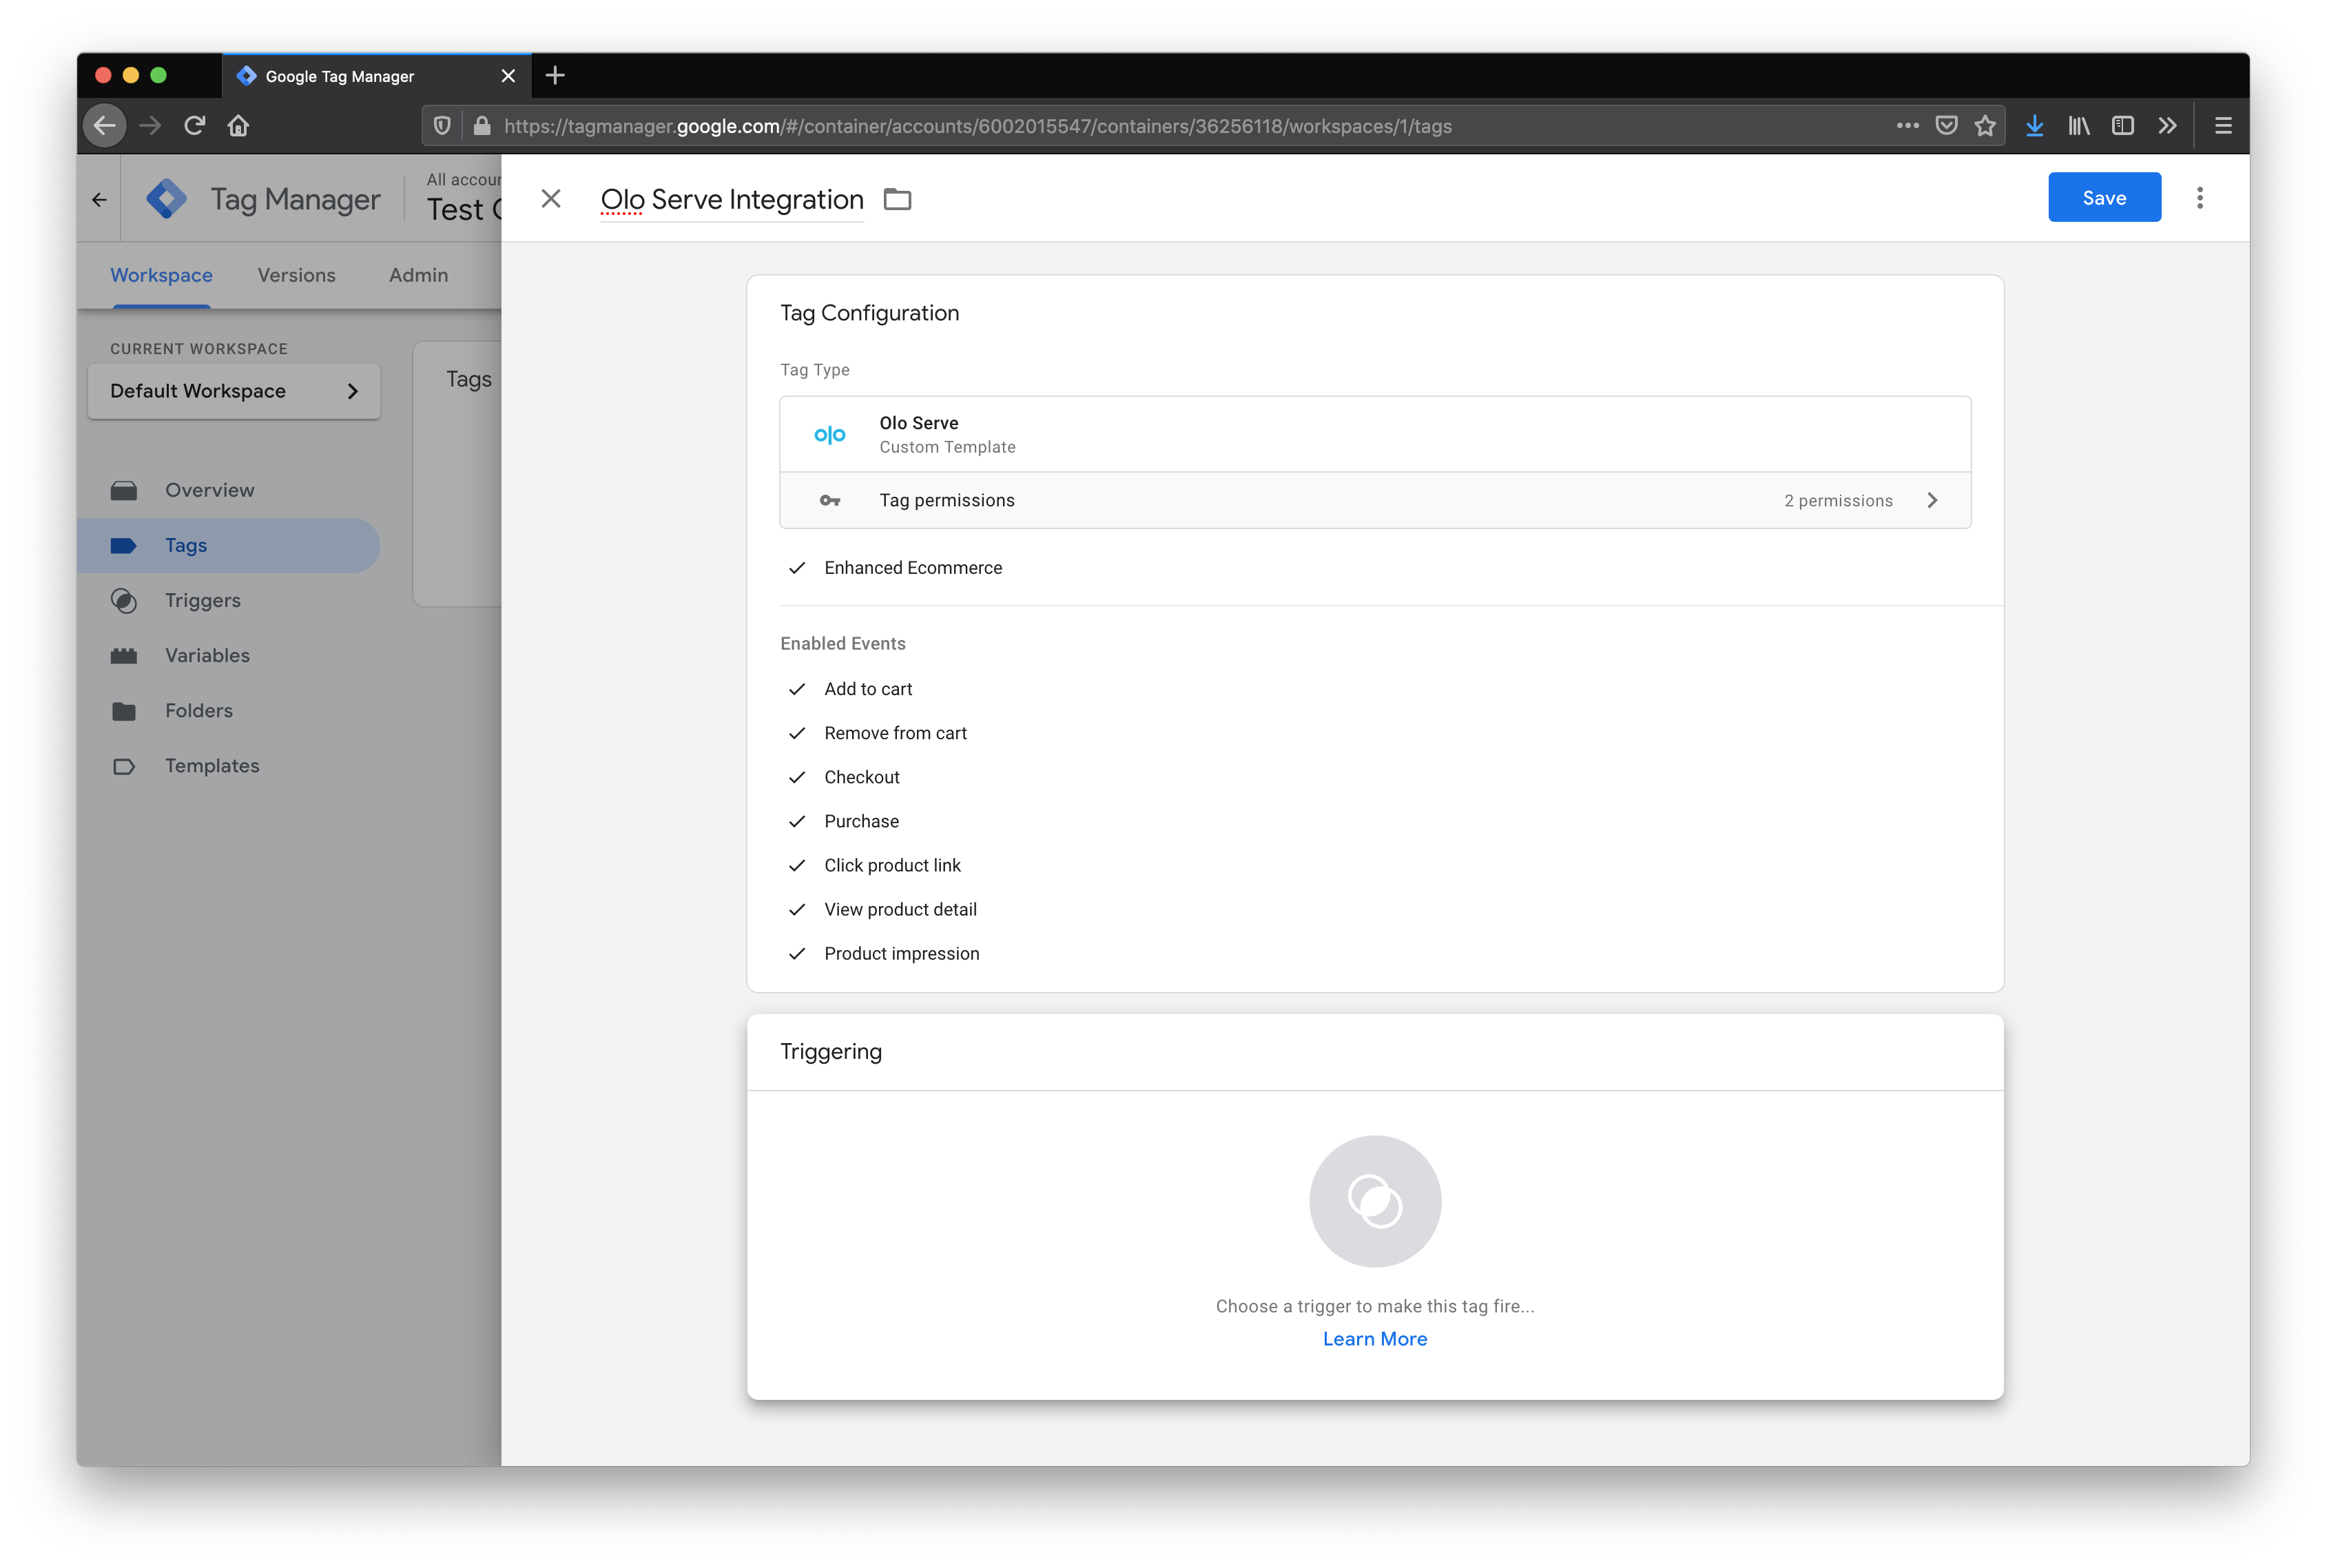 Google Tag Manager
https://tagmanager.google.com/#/container/accounts/6002015547/containers/36256118/workspaces/1/tags
Tag Manager
All accour
Test
Olo Serve Integration
Save
Workspace
Versions
Admin
CURRENT WORKSPACE
Default Workspace
Overview
Tags
Triggers
Variables
Folders
Templates
Tags
Tag Configuration
Tag Type
olo
Olo Serve
Custom Template
Tag permissions
2 permissions
Enhanced Ecommerce
Enabled Events
Add to cart
Remove from cart
Checkout
Purchase
Click product link
View product detail
Product impression
Triggering
Choose a trigger to make this tag fire...
Learn More